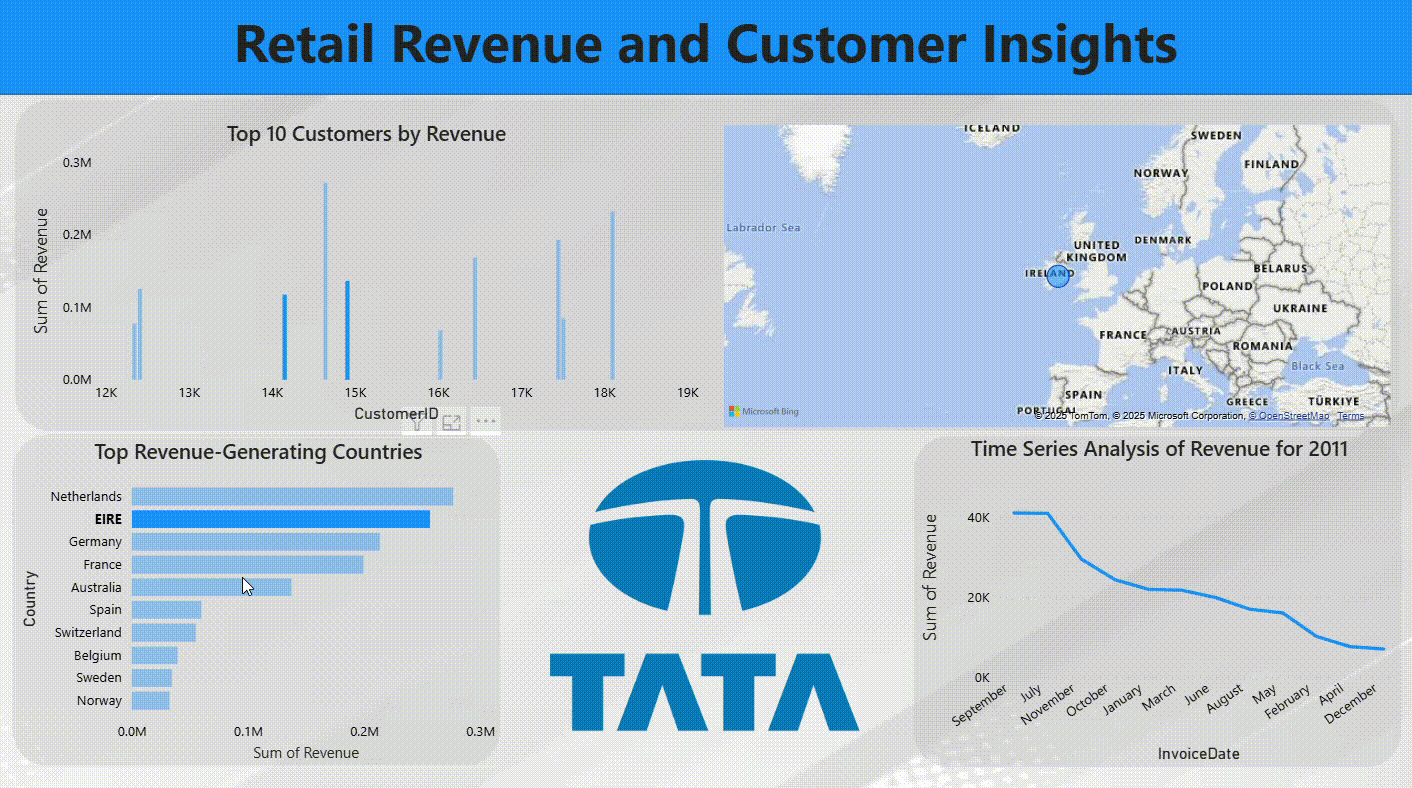 Retail Revenue and Customer Insights
Top 10 Customers by Revenue
Sum of Revenue
0.3M
0.2M
0.1M
0.0M
12K 13K 14K 15K 16K 17K 18K 19K
CustomerID
ICELAND
SWEDEN
FINLAND
NORWAY
Labrador Sea
DENMARK
UNITED
KINGDOM
IRELAND
BELARUS
POLAND
UKRAINE
FRANCE
AUSTRIA
ROMANIA
ITALY
Black Sea
SPAIN
PORTUGAL
GREECE
TÜRKIYE
Microsoft Bing
© 2025 TomTom, © 2025 Microsoft Corporation, © OpenStreetMap Terms
Top Revenue-Generating Countries
Country
Netherlands
EIRE
Germany
France
Australia
Spain
Switzerland
Belgium
Sweden
Norway
0.0M 0.1M 0.2M 0.3M
Sum of Revenue
TATA
Time Series Analysis of Revenue for 2011
Sum of Revenue
40K
20K
0K
September July November October January March June August May February April December
InvoiceDate